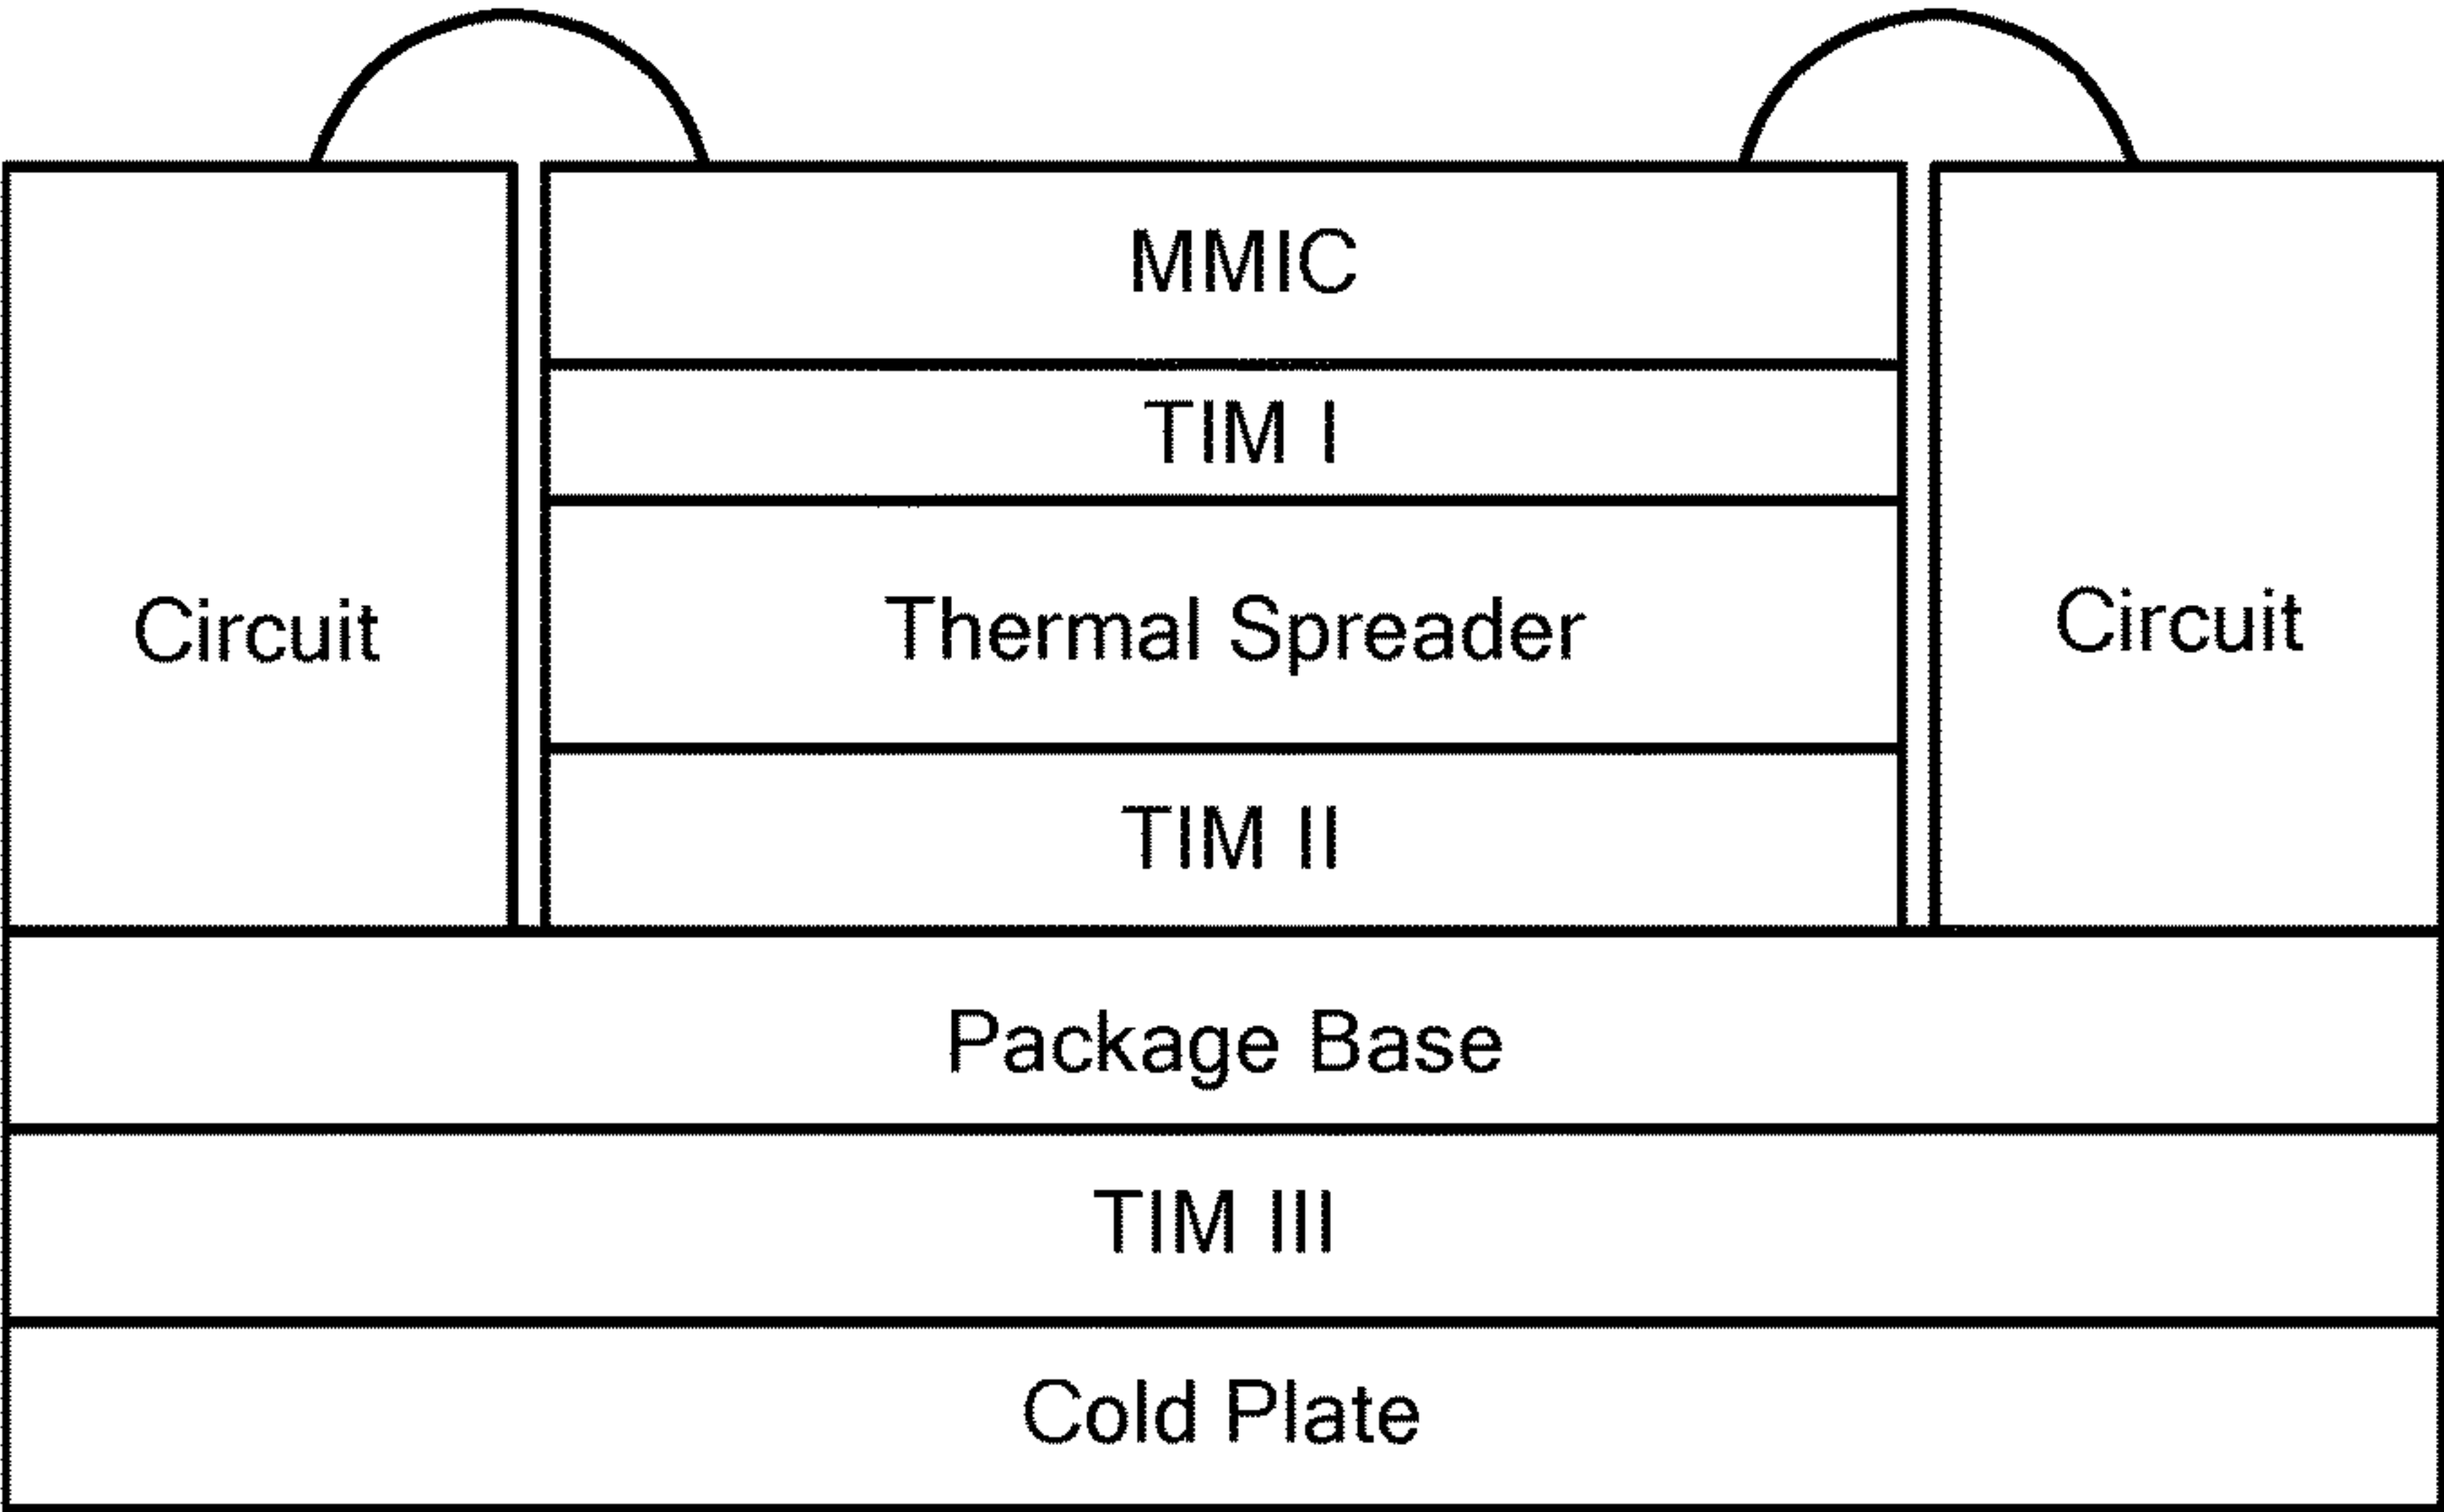 MMIC
TIM I
Circuit
Thermal Spreader
Circuit
TIM II
Package Base
TIM III
Cold Plate